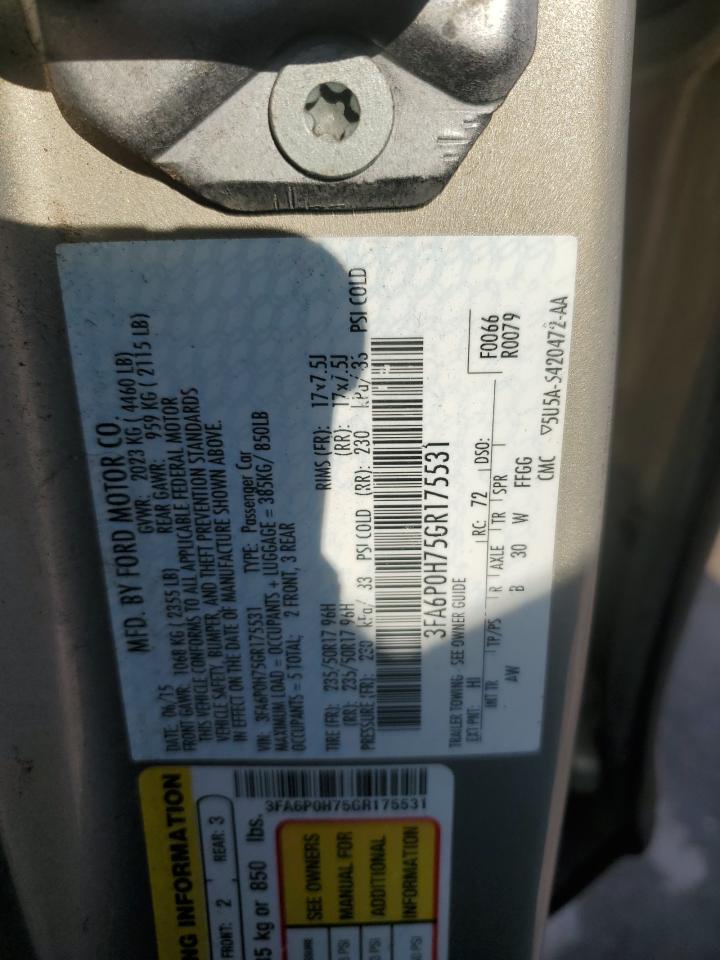 MFD. BY FORD MOTOR CO.
DATE: 06/15 GVWR: 2023 KG ( 4460 LB)
FRONT GAWR: 1068 KG ( 2355 LB) REAR GAWR: 959 KG ( 2115 LB)
THIS VEHICLE CONFORMS TO ALL APPLICABLE FEDERAL MOTOR
VEHICLE SAFETY, BUMPER, AND THEFT PREVENTION STANDARDS
IN EFFECT ON THE DATE OF MANUFACTURE SHOWN ABOVE.
VIN: 3FA6P0H75GR175531 TYPE: Passenger Car
MAXIMUM LOAD = OCCUPANTS + LUGGAGE = 385KG/ 850LB
OCCUPANTS = 5 TOTAL: 2 FRONT, 3 REAR
TIRE (FR): 235/50R17 96H RIMS (FR): 17x7.5J
(RR): 235/50R17 96H (RR): 17x7.5J
PRESSURE (FR): 230 kPa/ 33 PSI COLD (RR): 230 kPa/ 33 PSI COLD
3FA6P0H75GR175531
TRAILER TOWING - SEE OWNER GUIDE F0066
R0079
EXT PNT: HI RC: 72 DSO:
INT TR TP/PS R AXLE TR SPR
AW B 30 W FFGG
CMC ▽5U5A-S420472-AA
3FA6P0H75GR175531
NG INFORMATION
FRONT: 2 REAR: 3
kg or 850 lbs.
SEE OWNERS
MANUAL FOR
ADDITIONAL
INFORMATION
PSI
PSI
PSI